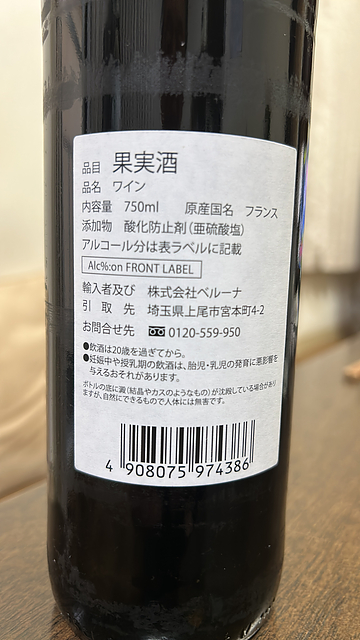 品目 果実酒
品名 ワイン
内容量 750ml 原産国名 フランス
添加物 酸化防止剤(亜硫酸塩)
アルコール分は表ラベルに記載
Alc%:on FRONT LABEL
輸入者及び 株式会社ベルーナ
引取先 埼玉県上尾市宮本町4-2
お問合せ先 0120-559-950
●飲酒は20歳を過ぎてから。
●妊娠中や授乳期の飲酒は、胎児・乳児の発育に悪影響を
与えるおそれがあります。
ボトルの底に澱(結晶やカスのようなもの)が沈殿している場合があり
ますが、自然にできるもので人体には無害です。
4 908075 974386